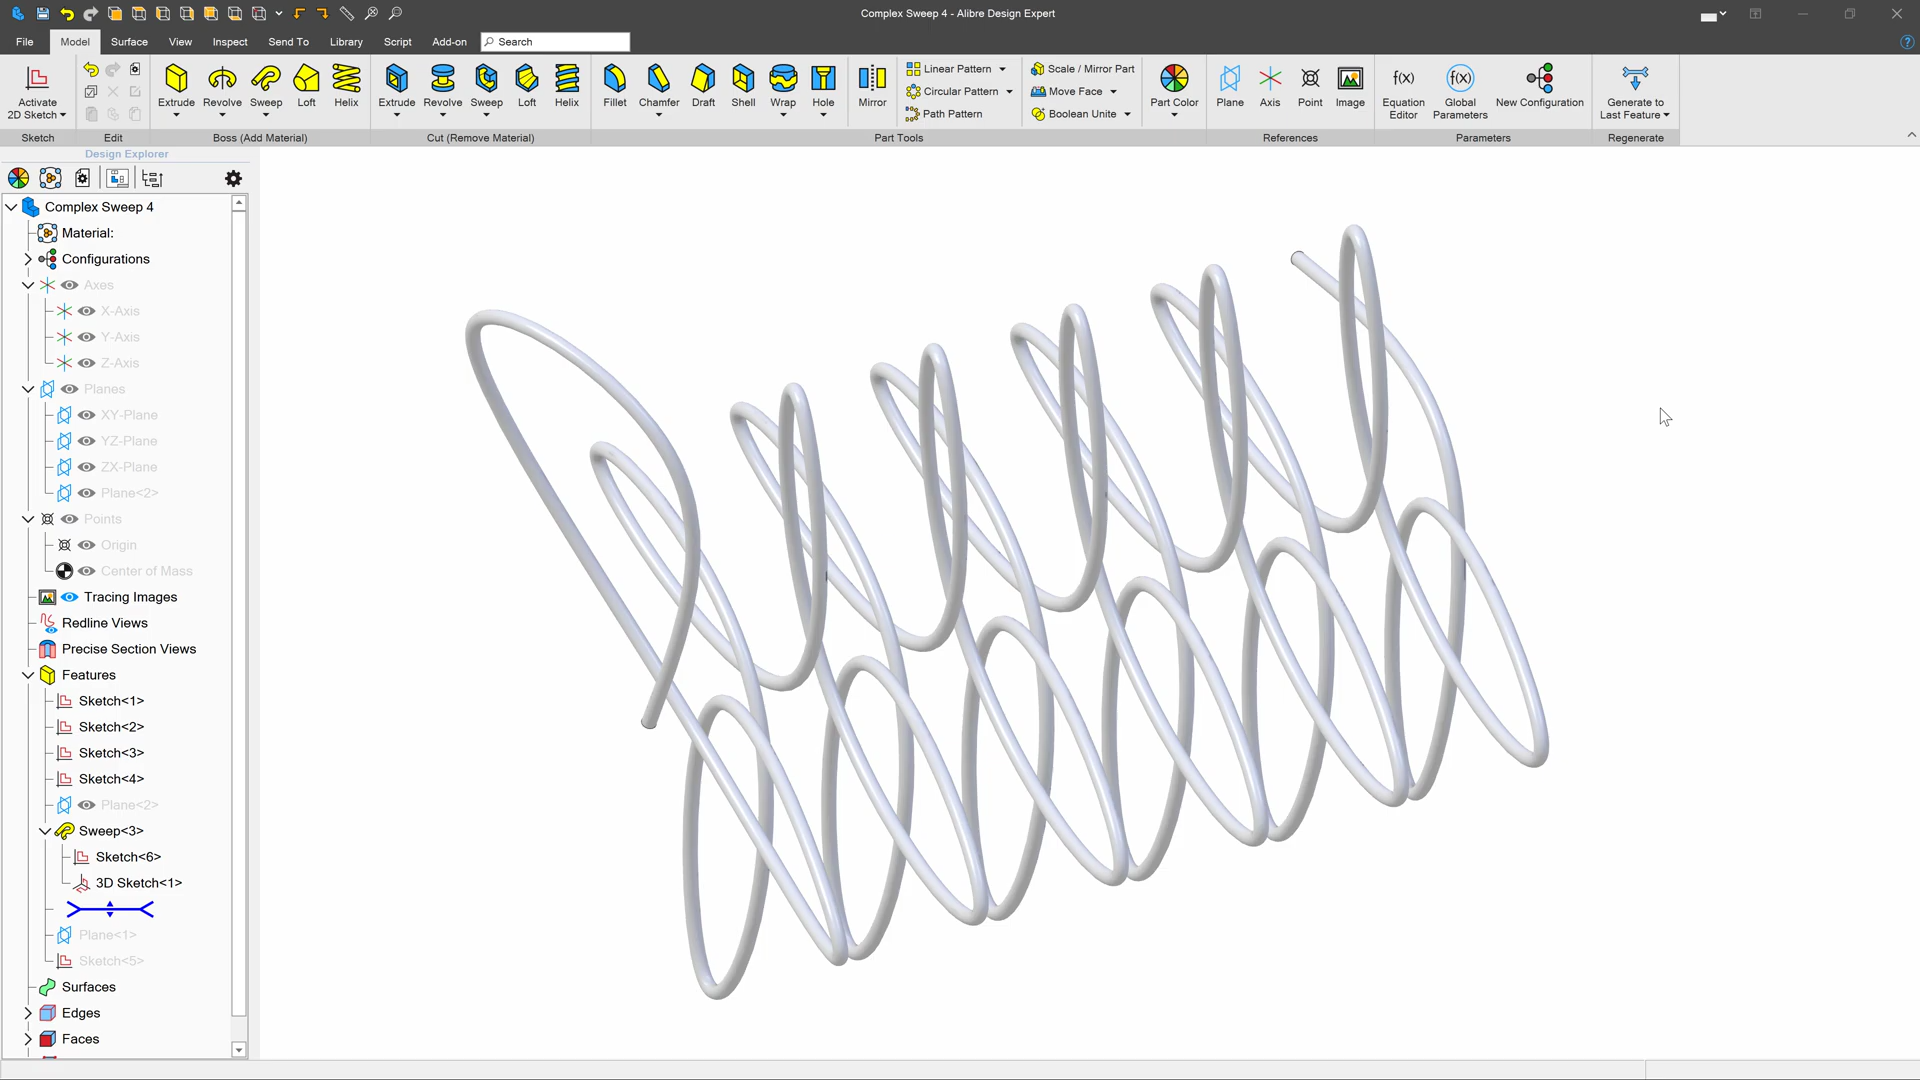 Complex Sweep 4 - Alibre Design Expert
File Model Surface View Inspect Send To Library Script Add-on Search
Activate 2D Sketch
Sketch
Edit
Extrude Revolve Sweep Loft Helix
Boss (Add Material)
Extrude Revolve Sweep Loft Helix
Cut (Remove Material)
Fillet Chamfer Draft Shell Wrap Hole Mirror
Linear Pattern
Circular Pattern
Path Pattern
Scale / Mirror Part
Move Face
Boolean Unite
Part Tools
Part Color
Plane Axis Point Image
References
f(x) Equation Editor
f(x) Global Parameters
New Configuration
Parameters
Generate to Last Feature
Regenerate
Design Explorer
Complex Sweep 4
Material:
Configurations
Axes
X-Axis
Y-Axis
Z-Axis
Planes
XY-Plane
YZ-Plane
ZX-Plane
Plane<2>
Points
Origin
Center of Mass
Tracing Images
Redline Views
Precise Section Views
Features
Sketch<1>
Sketch<2>
Sketch<3>
Sketch<4>
Plane<2>
Sweep<3>
Sketch<6>
3D Sketch<1>
Plane<1>
Sketch<5>
Surfaces
Edges
Faces